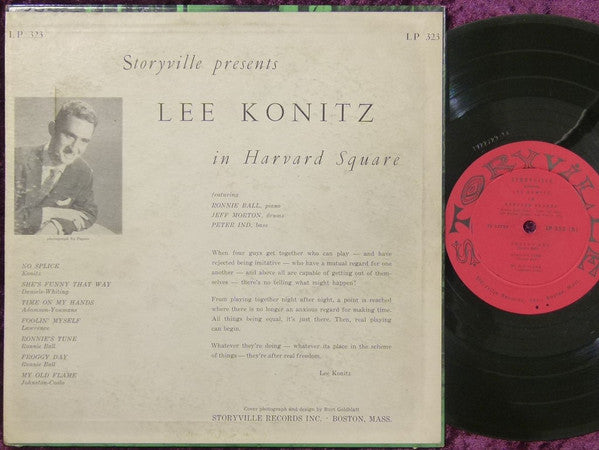 LP 323
LP 323
Storyville presents
LEE KONITZ
in Harvard Square
featuring
RONNIE BALL, piano
JEFF MORTON, drums
PETER IND, bass
photograph by Popsie
When four guys get together who can play — and have
rejected being imitative — who have a mutual regard for one
another — and above all are capable of getting out of them-
selves — there's no telling what might happen!
From playing together night after night, a point is reached
where there is no longer an anxious regard for making time.
All things being equal, it's just there. Then, real playing
can begin.
Whatever they're doing — whatever its place in the scheme
of things — they're after real freedom.
Lee Konitz
NO SPLICE
Konitz
SHE'S FUNNY THAT WAY
Daniels-Whiting
TIME ON MY HANDS
Adamson-Youmans
FOOLIN' MYSELF
Lawrence
RONNIE'S TUNE
Ronnie Ball
FROGGY DAY
Ronnie Ball
MY OLD FLAME
Johnston-Coslo
Cover photograph and design by Burt Goldblatt
STORYVILLE RECORDS INC. - BOSTON, MASS.
STORYVILLE